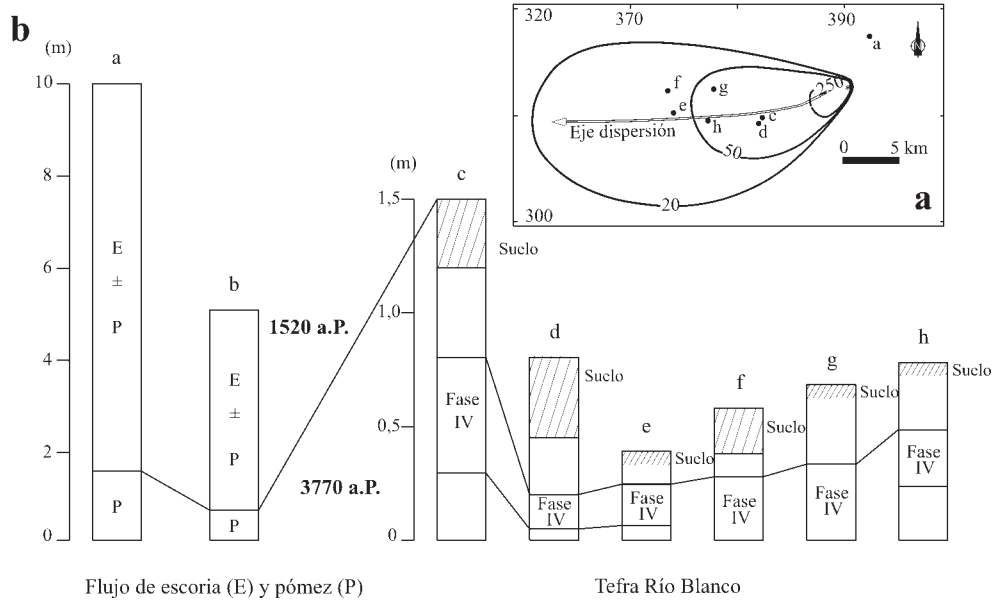 b
(m)
a
10
8
6
4
2
0
E
±
P
P
b
E
±
P
P
1520 a.P.
3770 a.P.
(m)
1,5
1,0
0,5
0
c
Suelo
Fase
IV
d
Suelo
Fase
IV
e
Suelo
Fase
IV
f
Suelo
Fase
IV
g
Suelo
Fase
IV
h
Suelo
Fase
IV
320
370
390
a
N
250
f
g
e
c
h
d
Eje dispersión
50
0 5 km
20
300
a
Flujo de escoria (E) y pómez (P)
Tefra Río Blanco